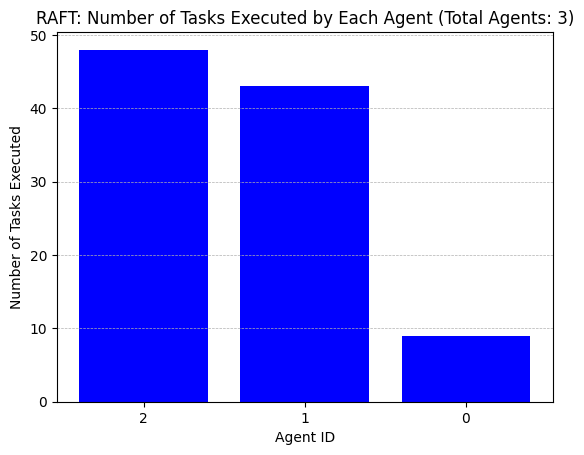 RAFT: Number of Tasks Executed by Each Agent (Total Agents: 3)
50
40
30
20
10
0
Number of Tasks Executed
2 1 0
Agent ID